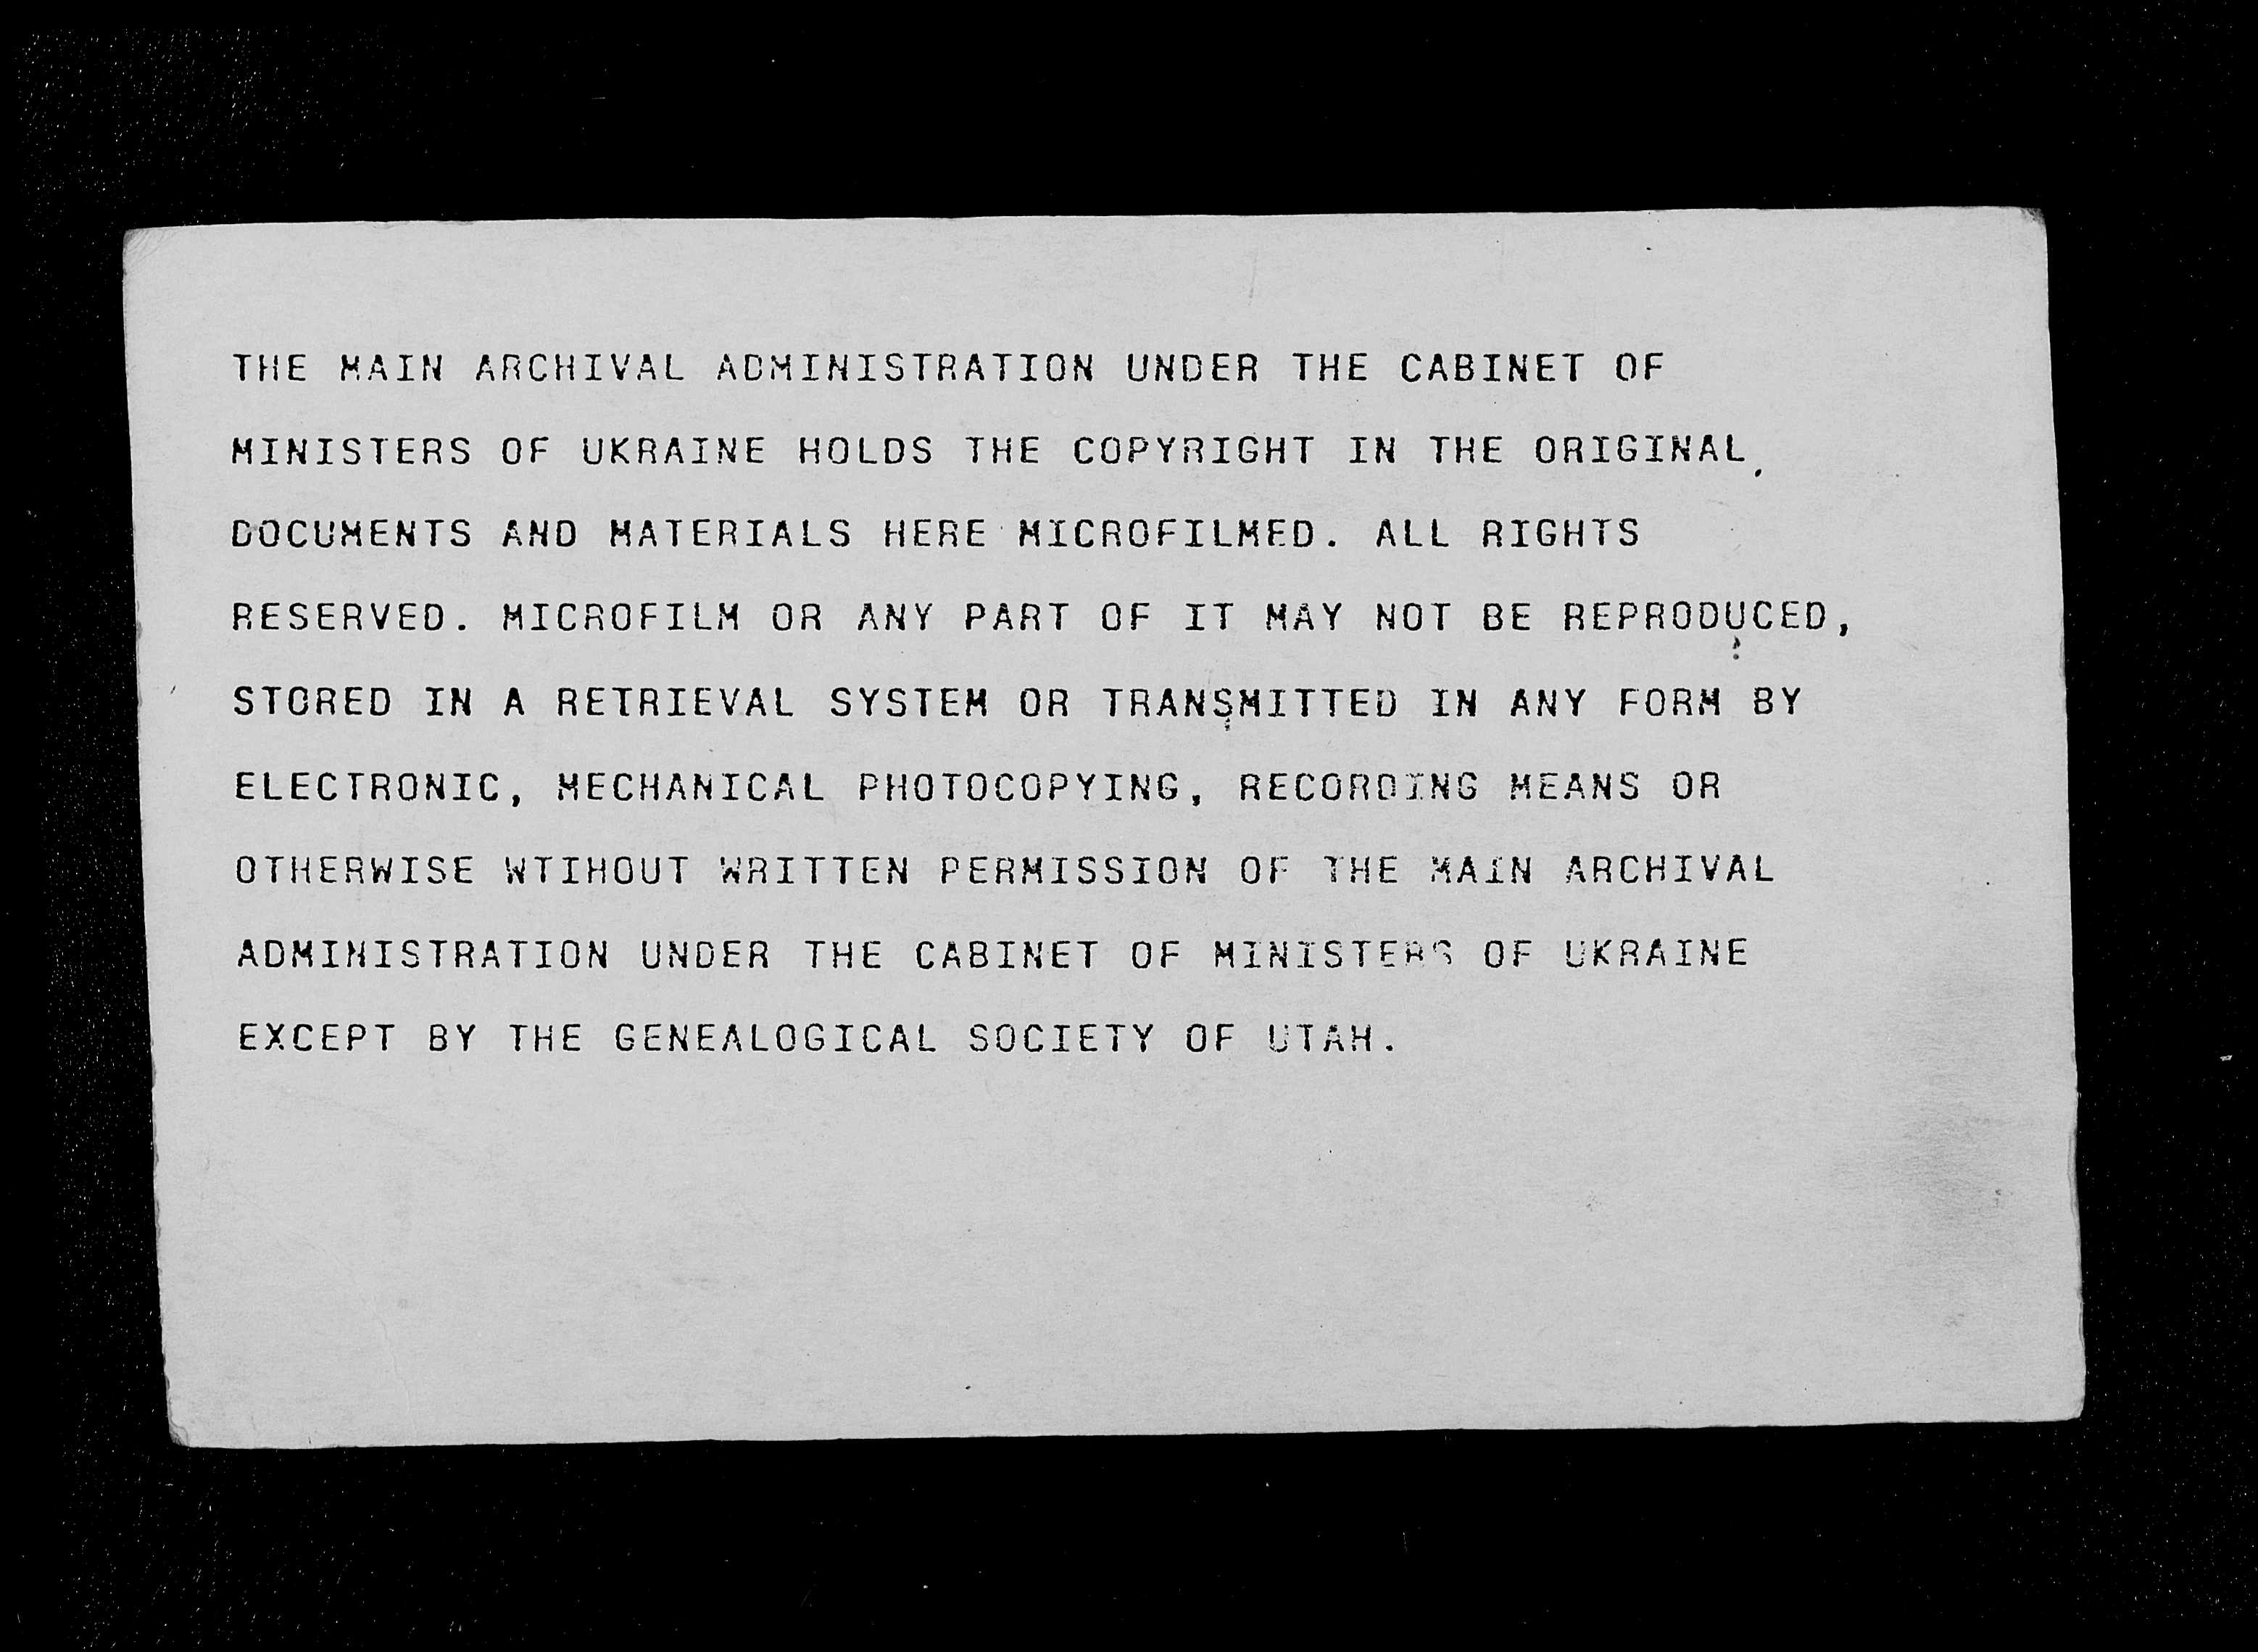 THE MAIN ARCHIVAL ADMINISTRATION UNDER THE CABINET OF
MINISTERS OF UKRAINE HOLDS THE COPYRIGHT IN THE ORIGINAL
DOCUMENTS AND MATERIALS HERE MICROFILMED. ALL RIGHTS
RESERVED. MICROFILM OR ANY PART OF IT MAY NOT BE REPRODUCED,
STORED IN A RETRIEVAL SYSTEM OR TRANSMITTED IN ANY FORM BY
ELECTRONIC, MECHANICAL PHOTOCOPYING, RECORDING MEANS OR
OTHERWISE WTIHOUT WRITTEN PERMISSION OF THE MAIN ARCHIVAL
ADMINISTRATION UNDER THE CABINET OF MINISTERS OF UKRAINE
EXCEPT BY THE GENEALOGICAL SOCIETY OF UTAH.